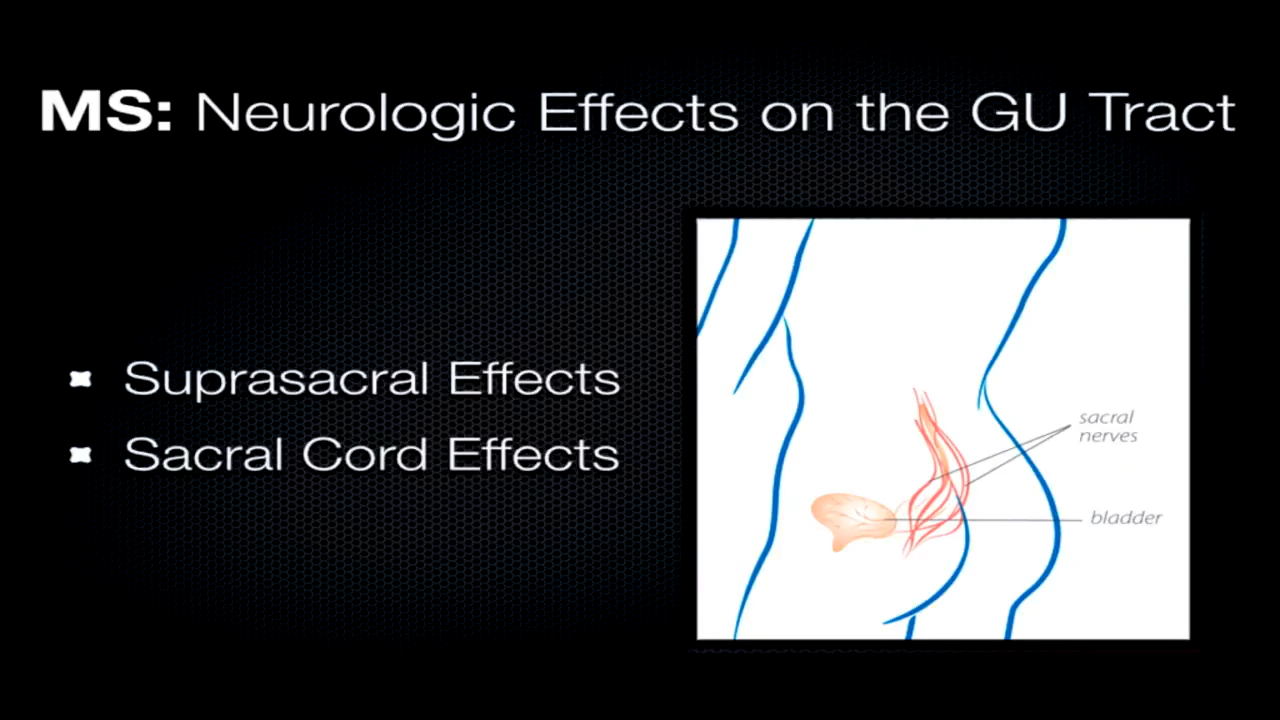 MS: Neurologic Effects on the GU Tract
Suprasacral Effects
Sacral Cord Effects
sacral
nerves
bladder